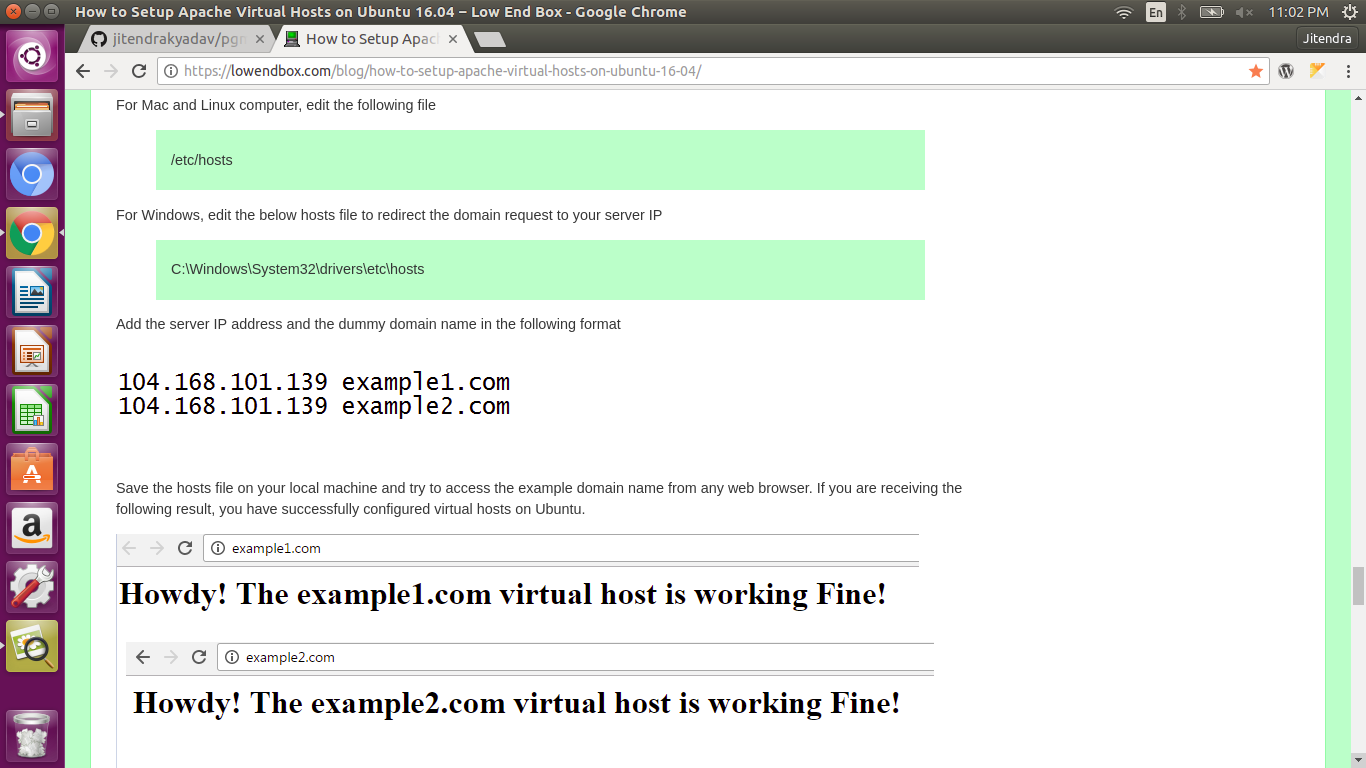 How to Setup Apache Virtual Hosts on Ubuntu 16.04 – Low End Box - Google Chrome
En
11:02 PM
jitendrakyadav/pgn
How to Setup Apac
Jitendra
https://lowendbox.com/blog/how-to-setup-apache-virtual-hosts-on-ubuntu-16-04/
For Mac and Linux computer, edit the following file
/etc/hosts
For Windows, edit the below hosts file to redirect the domain request to your server IP
C:\Windows\System32\drivers\etc\hosts
Add the server IP address and the dummy domain name in the following format
104.168.101.139 example1.com
104.168.101.139 example2.com
Save the hosts file on your local machine and try to access the example domain name from any web browser. If you are receiving the
following result, you have successfully configured virtual hosts on Ubuntu.
example1.com
Howdy! The example1.com virtual host is working Fine!
example2.com
Howdy! The example2.com virtual host is working Fine!